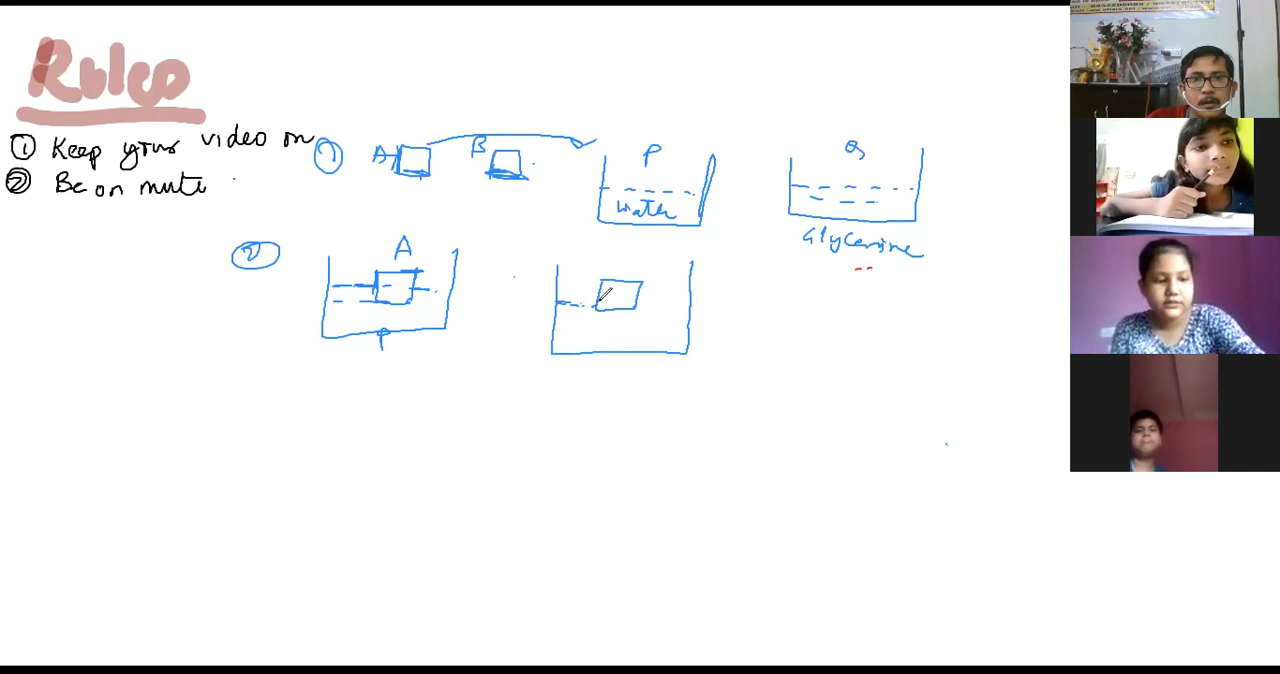 Rules
① Keep your video on
② Be on mute
① A B P Q
water
Glycerine
② A
P